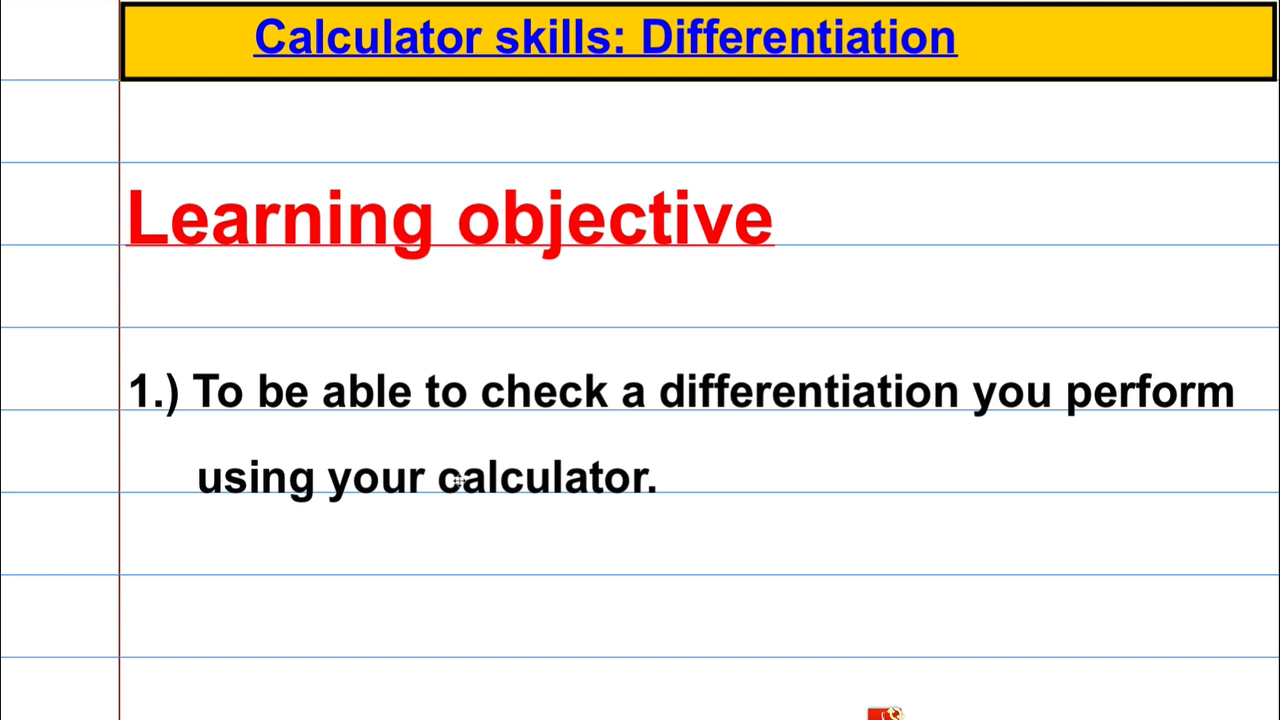 Calculator skills: Differentiation
Learning objective
1.) To be able to check a differentiation you perform
using your calculator.